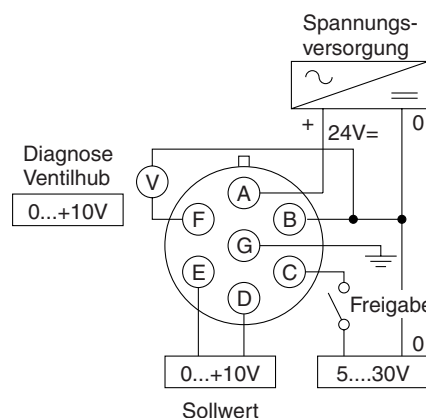 Spannungs-
versorgung
+
24V=
0
Diagnose
Ventilhub
0...+10V
V
A
F
B
G
E
C
D
Freigabe
0
0...+10V
5....30V
Sollwert